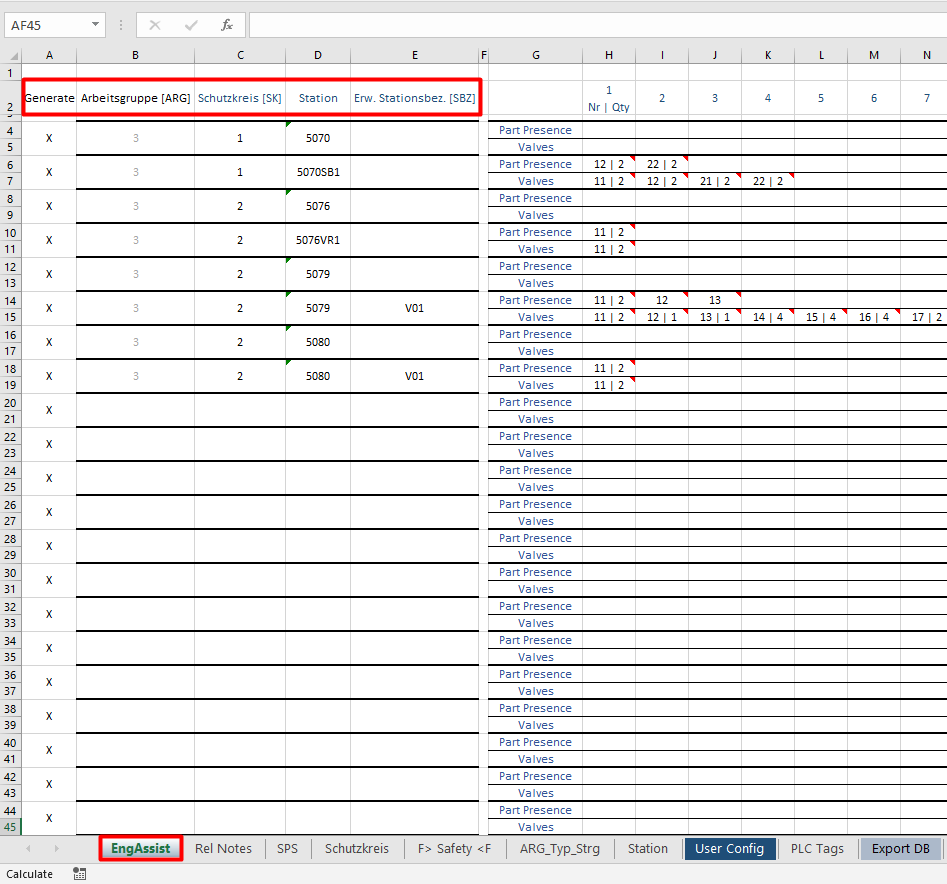 AF45
A B C D E F G H I J K L M N
1
2 Generate Arbeitsgruppe [ARG] Schutzkreis [SK] Station Erw. Stationsbez. [SBZ] 1 2 3 4 5 6 7
Nr | Qty
4 X 3 1 5070 Part Presence
5 Valves
6 X 3 1 5070SB1 Part Presence 12 | 2 22 | 2
7 Valves 11 | 2 12 | 2 21 | 2 22 | 2
8 X 3 2 5076 Part Presence
9 Valves
10 X 3 2 5076VR1 Part Presence 11 | 2
11 Valves 11 | 2
12 X 3 2 5079 Part Presence
13 Valves
14 X 3 2 5079 V01 Part Presence 11 | 2 12 13
15 Valves 11 | 2 12 | 1 13 | 1 14 | 4 15 | 4 16 | 4 17 | 2
16 X 3 2 5080 Part Presence
17 Valves
18 X 3 2 5080 V01 Part Presence 11 | 2
19 Valves 11 | 2
20 X Part Presence
21 Valves
22 X Part Presence
23 Valves
24 X Part Presence
25 Valves
26 X Part Presence
27 Valves
28 X Part Presence
29 Valves
30 X Part Presence
31 Valves
32 X Part Presence
33 Valves
34 X Part Presence
35 Valves
36 X Part Presence
37 Valves
38 X Part Presence
39 Valves
40 X Part Presence
41 Valves
42 X Part Presence
43 Valves
44 X Part Presence
45 Valves
EngAssist Rel Notes SPS Schutzkreis F> Safety <F ARG_Typ_Strg Station User Config PLC Tags Export DB
Calculate